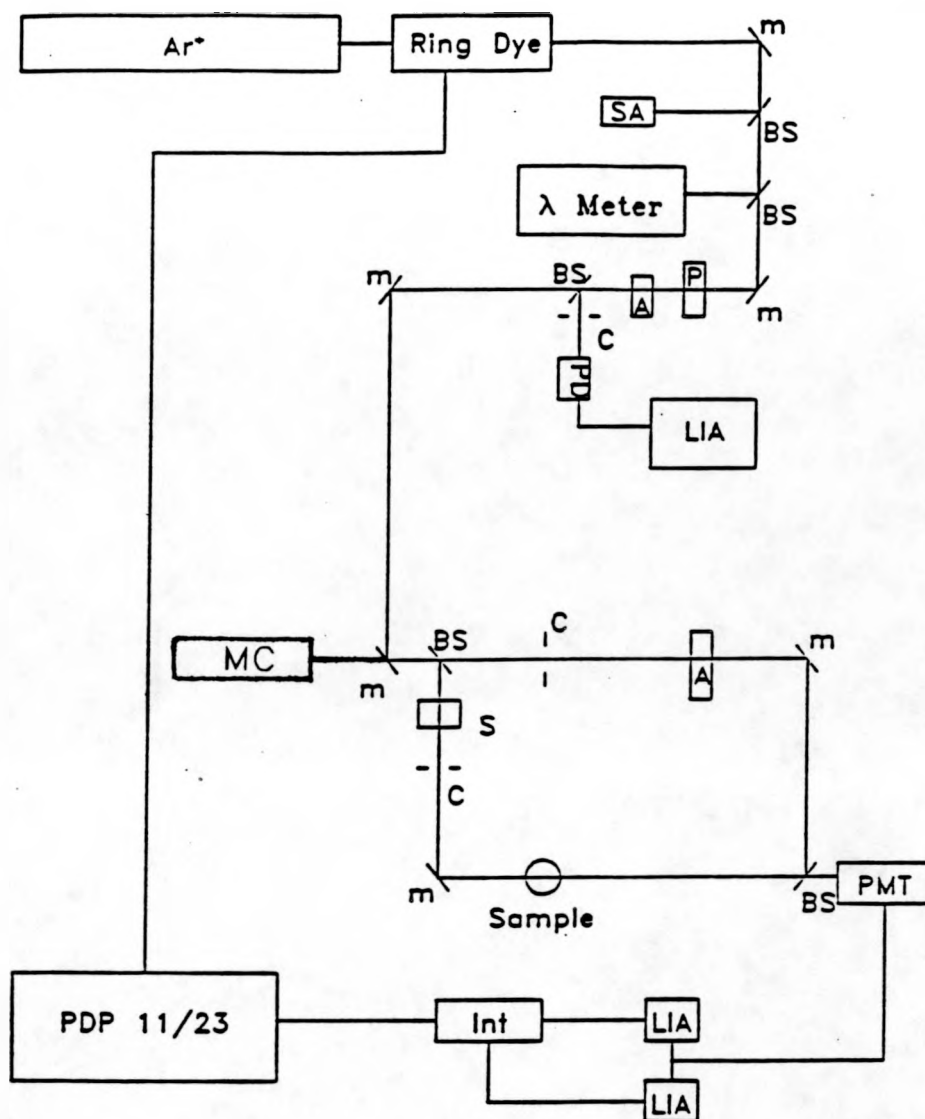 Ar+
Ring Dye
m
SA
BS
λ Meter
BS
m
BS
A
P
m
C
PD
LIA
MC
m
BS
C
A
m
S
C
m
Sample
BS
PMT
PDP 11/23
Int
LIA
LIA